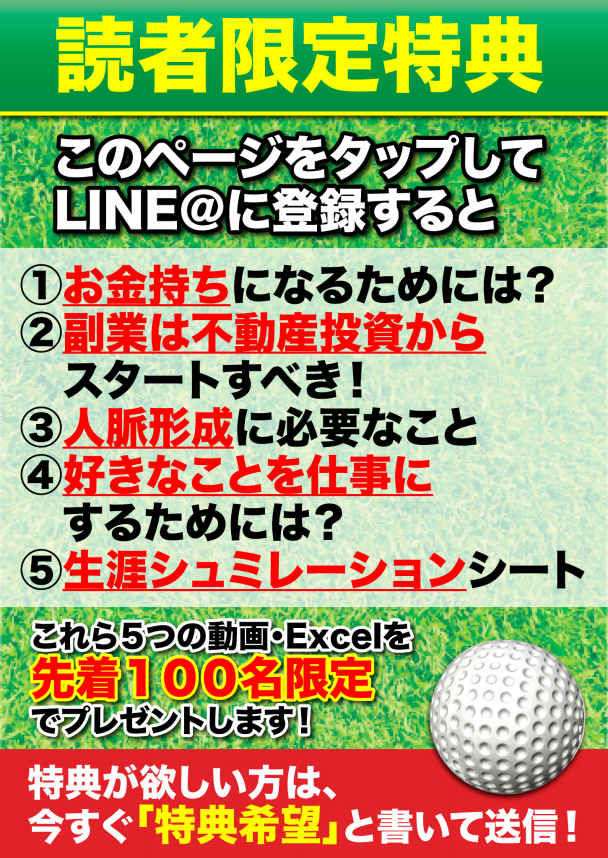 読者限定特典
このページをタップして
LINE@に登録すると
①お金持ちになるためには？
②副業は不動産投資から
スタートすべき！
③人脈形成に必要なこと
④好きなことを仕事に
するためには？
⑤生涯シュミレーションシート
これら5つの動画・Excelを
先着100名限定
でプレゼントします！
特典が欲しい方は、
今すぐ「特典希望」と書いて送信！